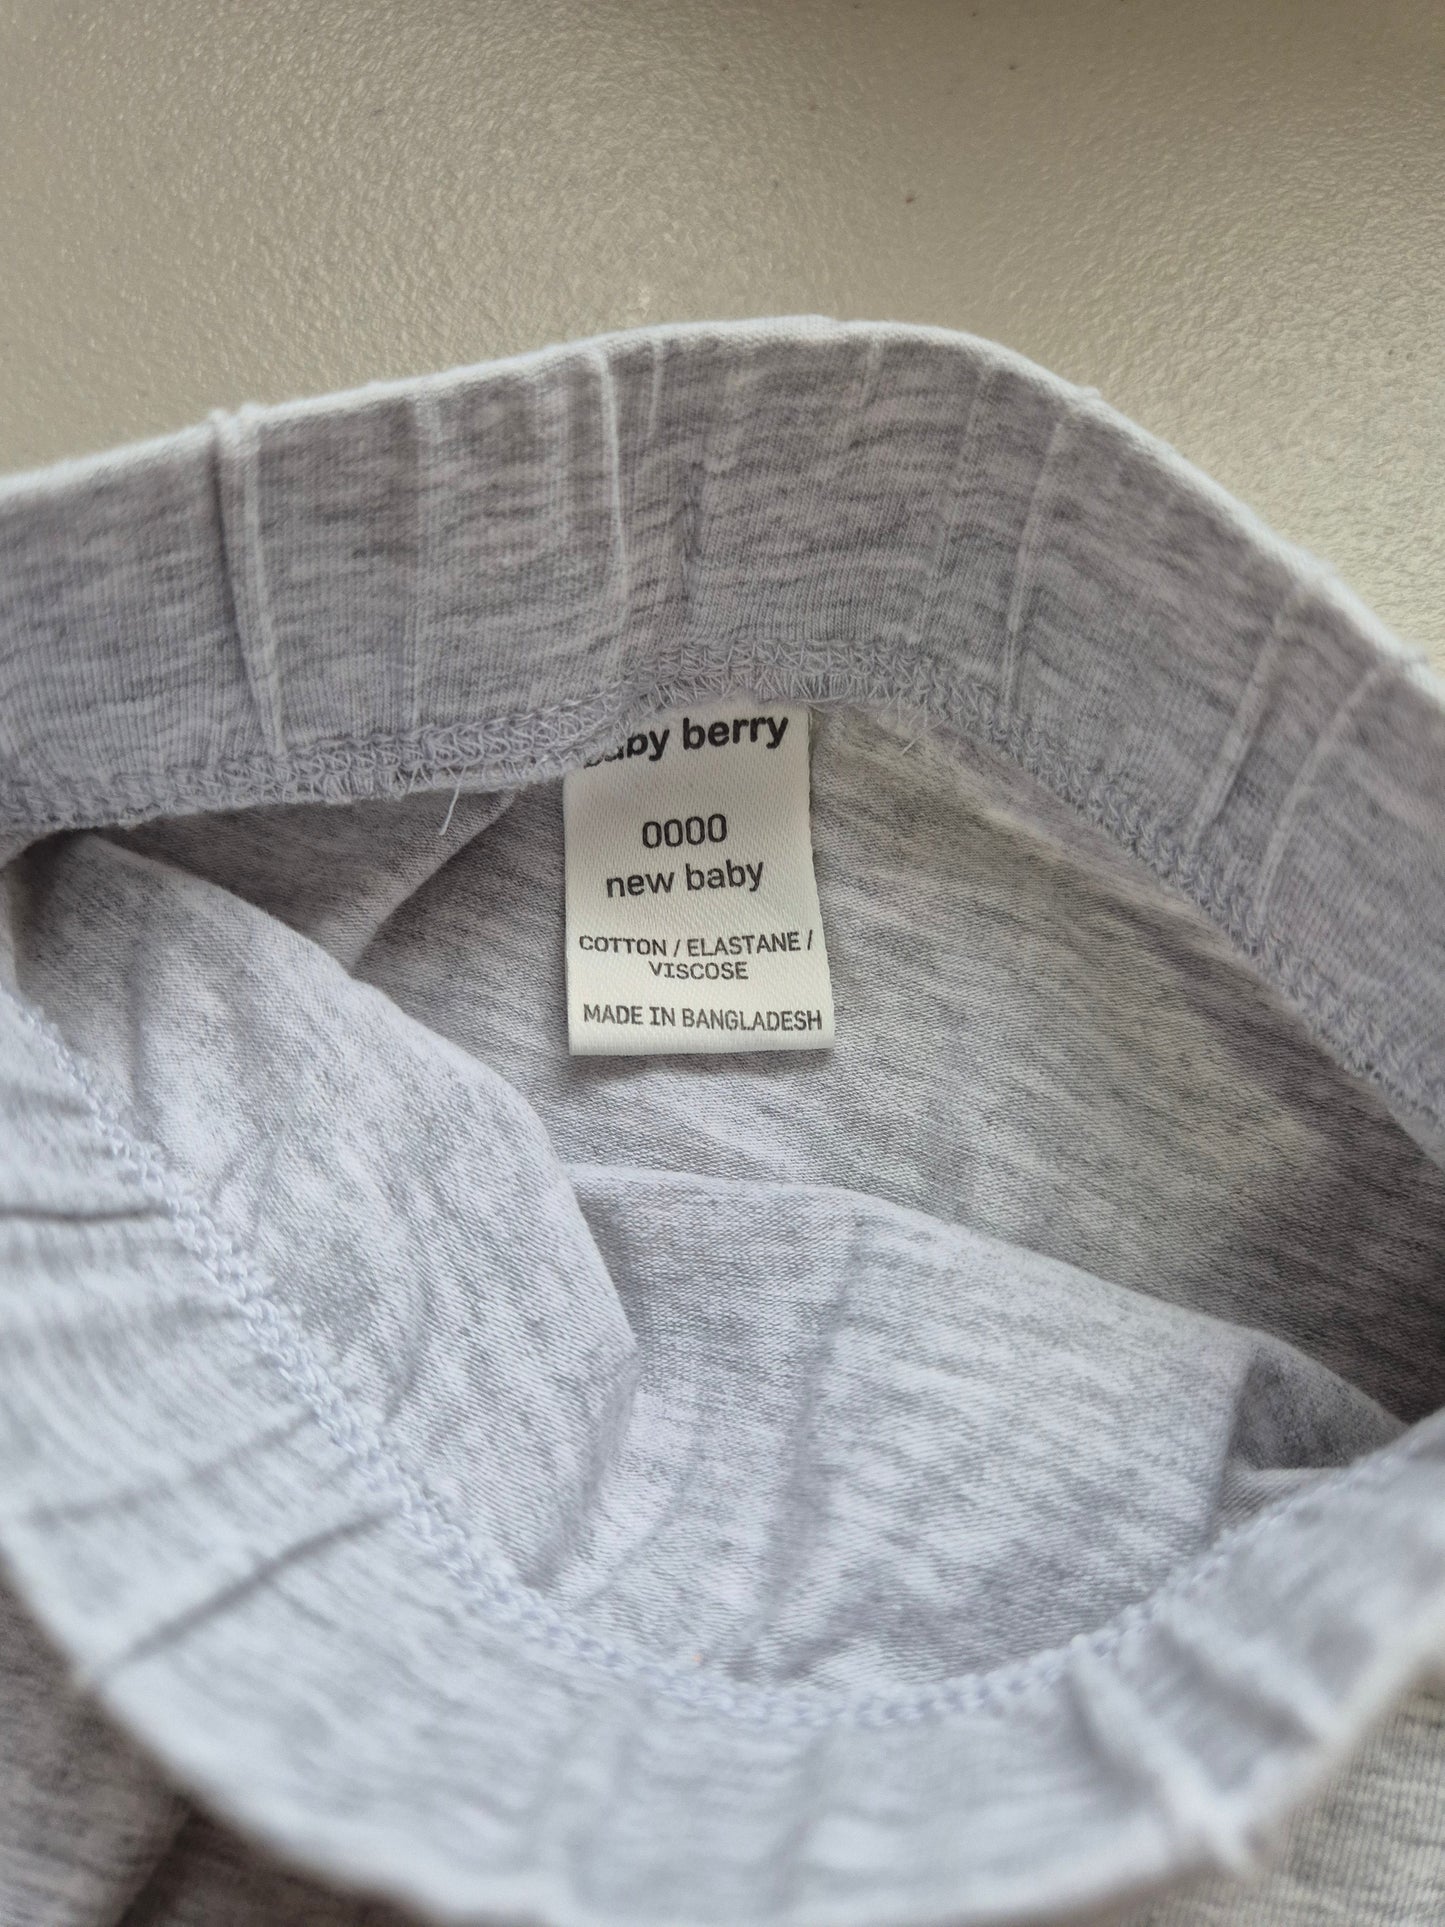 baby berry
0000
new baby
COTTON / ELASTANE /
VISCOSE
MADE IN BANGLADESH